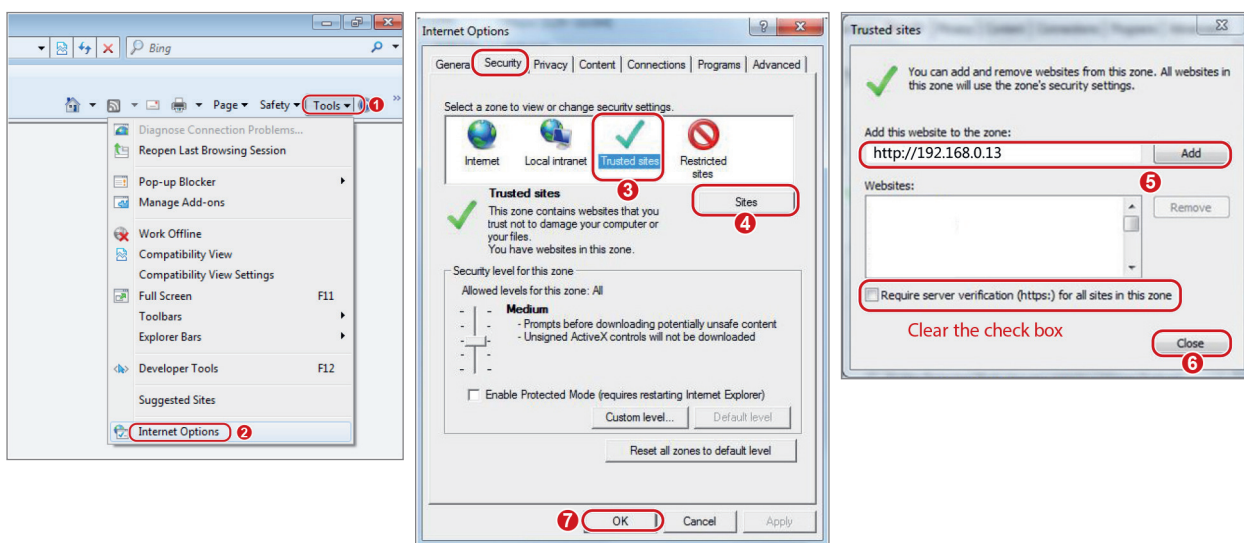 Bing
Page Safety Tools 1 »
Diagnose Connection Problems...
Reopen Last Browsing Session
Pop-up Blocker
Manage Add-ons
Work Offline
Compatibility View
Compatibility View Settings
Full Screen F11
Toolbars
Explorer Bars
Developer Tools F12
Suggested Sites
Internet Options 2
Internet Options
General Security Privacy Content Connections Programs Advanced
Select a zone to view or change security settings.
Internet Local intranet Trusted sites Restricted
sites
3
Trusted sites
Sites
4
This zone contains websites that you
trust not to damage your computer or
your files.
You have websites in this zone.
Security level for this zone
Allowed levels for this zone: All
Medium
- Prompts before downloading potentially unsafe content
- Unsigned ActiveX controls will not be downloaded
Enable Protected Mode (requires restarting Internet Explorer)
Custom level... Default level
Reset all zones to default level
7 OK Cancel Apply
Trusted sites
You can add and remove websites from this zone. All websites in
this zone will use the zone's security settings.
Add this website to the zone:
http://192.168.0.13 Add
5
Websites:
Remove
Require server verification (https:) for all sites in this zone
Clear the check box
Close
6